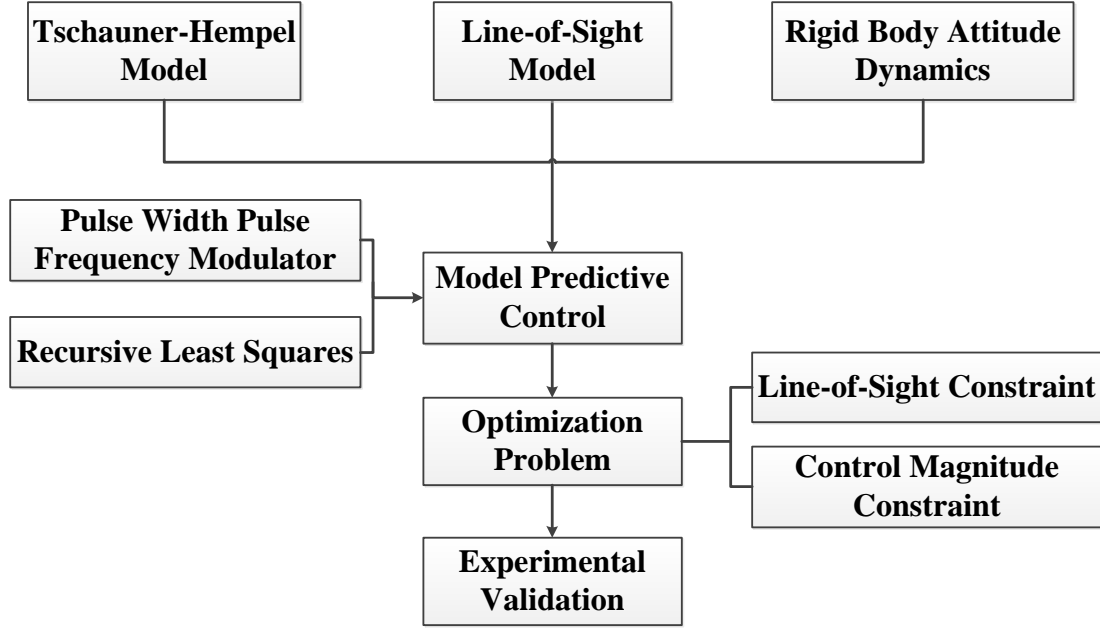 Tschauner-Hempel
Model
Line-of-Sight
Model
Rigid Body Attitude
Dynamics
Pulse Width Pulse
Frequency Modulator
Recursive Least Squares
Model Predictive
Control
Optimization
Problem
Line-of-Sight Constraint
Control Magnitude
Constraint
Experimental
Validation